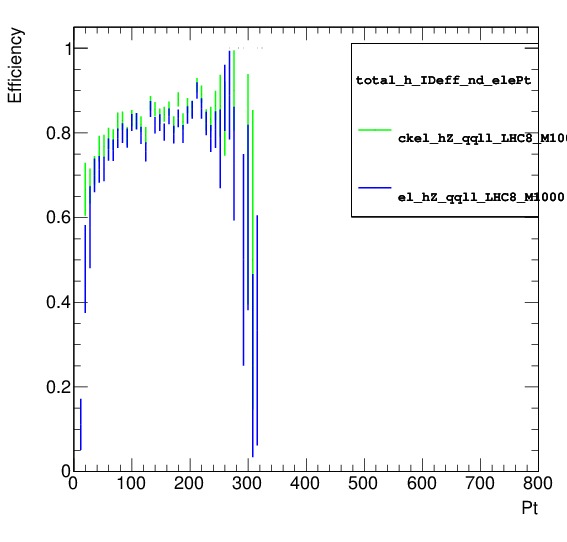 Efficiency
1
0.8
0.6
0.4
0.2
0
total_h_IDeff_nd_elePt
ckel_hZ_qqll_LHC8_M100
el_hZ_qqll_LHC8_M1000
0 100 200 300 400 500 600 700 800
Pt